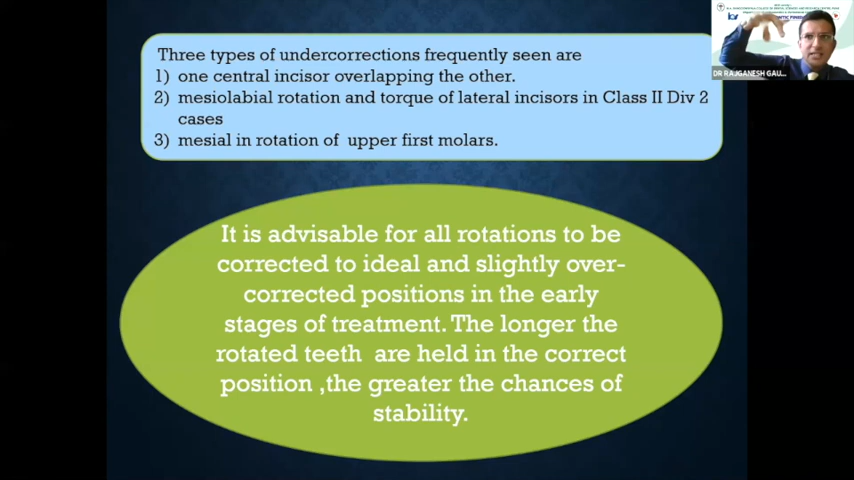 Three types of undercorrections frequently seen are
1) one central incisor overlapping the other.
2) mesiolabial rotation and torque of lateral incisors in Class II Div 2
cases
3) mesial in rotation of upper first molars.
It is advisable for all rotations to be
corrected to ideal and slightly over-
corrected positions in the early
stages of treatment. The longer the
rotated teeth are held in the correct
position ,the greater the chances of
stability.
DR RAJGANESH GAU...